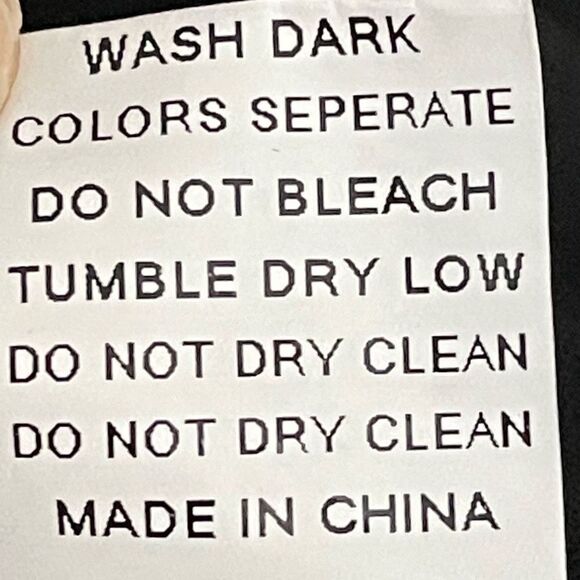 WASH DARK
COLORS SEPERATE
DO NOT BLEACH
TUMBLE DRY LOW
DO NOT DRY CLEAN
DO NOT DRY CLEAN
MADE IN CHINA